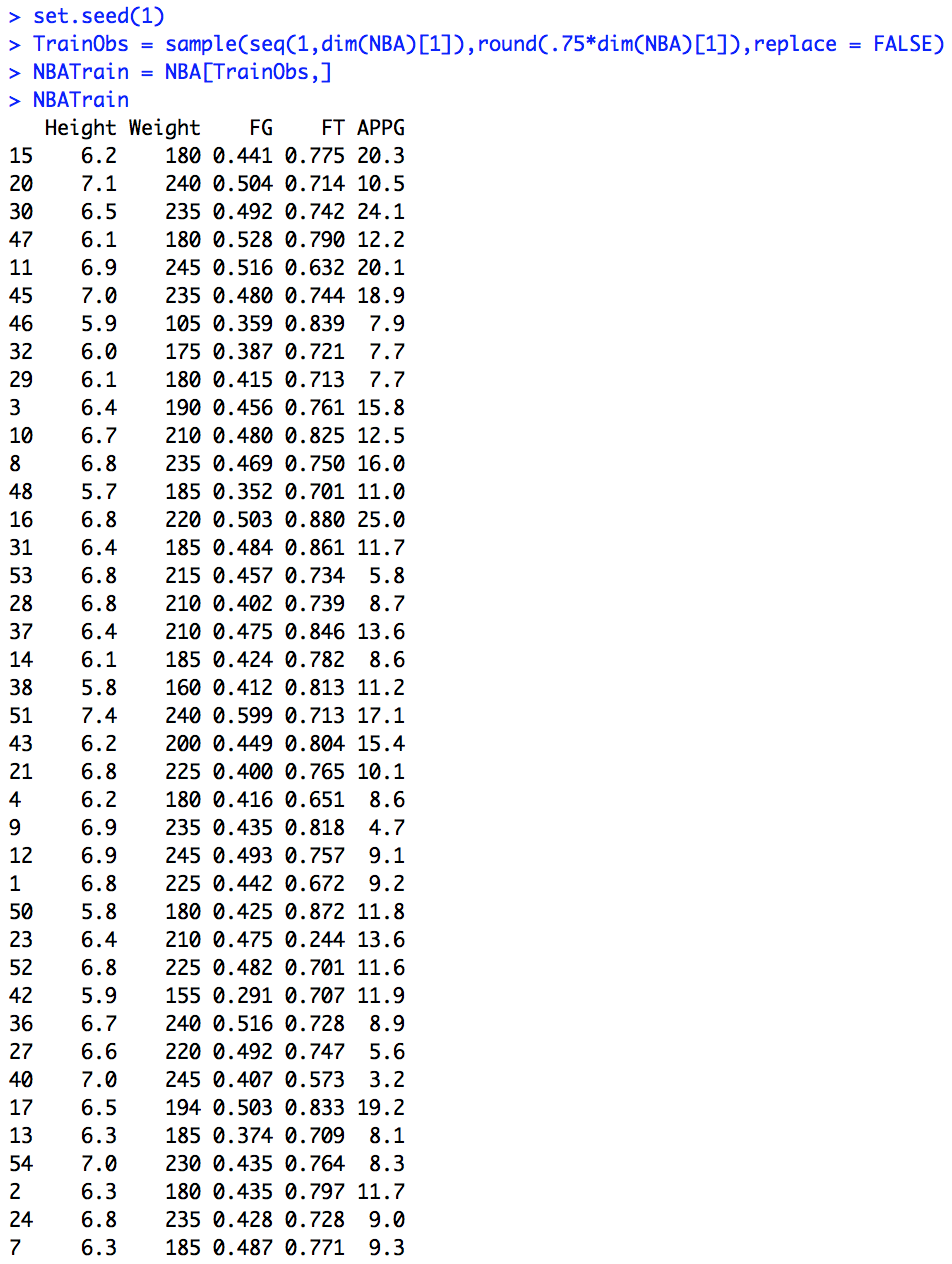 > set.seed(1)
> TrainObs = sample(seq(1,dim(NBA)[1]),round(.75*dim(NBA)[1]),replace = FALSE)
> NBATrain = NBA[TrainObs,]
> NBATrain
   Height Weight    FG    FT APPG
15    6.2    180 0.441 0.775 20.3
20    7.1    240 0.504 0.714 10.5
30    6.5    235 0.492 0.742 24.1
47    6.1    180 0.528 0.790 12.2
11    6.9    245 0.516 0.632 20.1
45    7.0    235 0.480 0.744 18.9
46    5.9    105 0.359 0.839  7.9
32    6.0    175 0.387 0.721  7.7
29    6.1    180 0.415 0.713  7.7
3     6.4    190 0.456 0.761 15.8
10    6.7    210 0.480 0.825 12.5
8     6.8    235 0.469 0.750 16.0
48    5.7    185 0.352 0.701 11.0
16    6.8    220 0.503 0.880 25.0
31    6.4    185 0.484 0.861 11.7
53    6.8    215 0.457 0.734  5.8
28    6.8    210 0.402 0.739  8.7
37    6.4    210 0.475 0.846 13.6
14    6.1    185 0.424 0.782  8.6
38    5.8    160 0.412 0.813 11.2
51    7.4    240 0.599 0.713 17.1
43    6.2    200 0.449 0.804 15.4
21    6.8    225 0.400 0.765 10.1
4     6.2    180 0.416 0.651  8.6
9     6.9    235 0.435 0.818  4.7
12    6.9    245 0.493 0.757  9.1
1     6.8    225 0.442 0.672  9.2
50    5.8    180 0.425 0.872 11.8
23    6.4    210 0.475 0.244 13.6
52    6.8    225 0.482 0.701 11.6
42    5.9    155 0.291 0.707 11.9
36    6.7    240 0.516 0.728  8.9
27    6.6    220 0.492 0.747  5.6
40    7.0    245 0.407 0.573  3.2
17    6.5    194 0.503 0.833 19.2
13    6.3    185 0.374 0.709  8.1
54    7.0    230 0.435 0.764  8.3
2     6.3    180 0.435 0.797 11.7
24    6.8    235 0.428 0.728  9.0
7     6.3    185 0.487 0.771  9.3